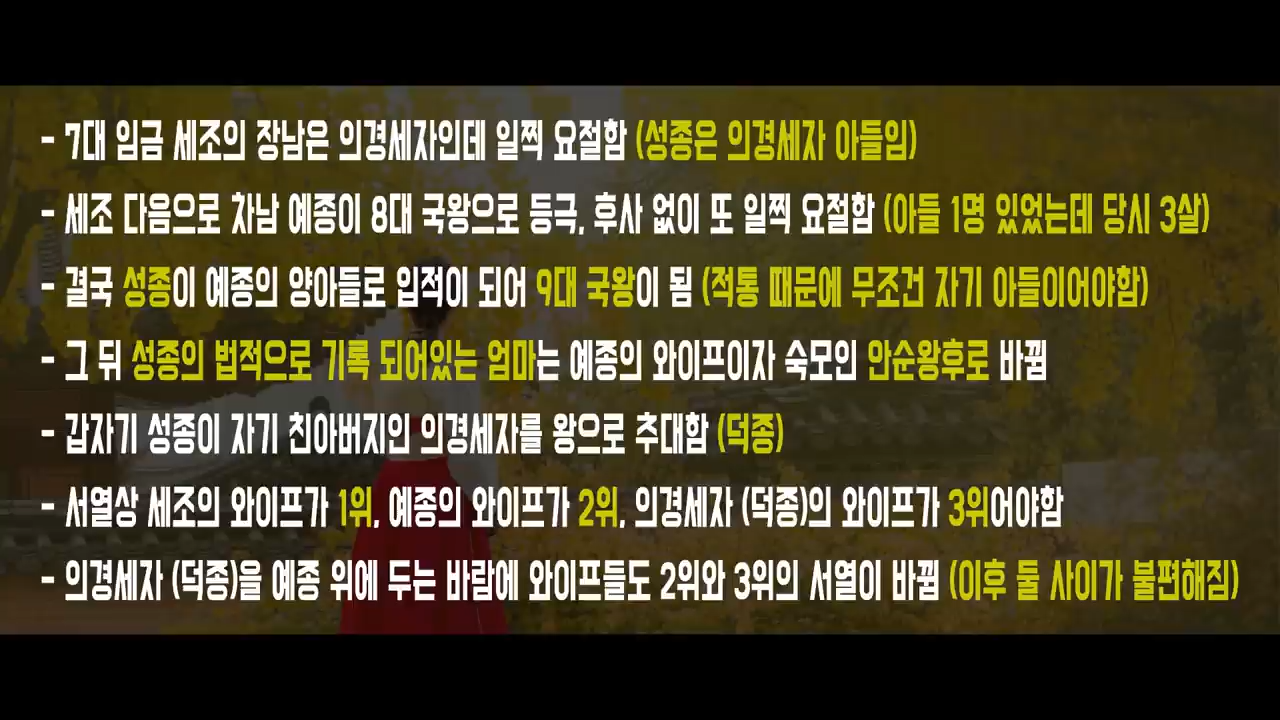 - 7대 임금 세조의 장남은 의경세자인데 일찍 요절함 (성종은 의경세자 아들임)
- 세조 다음으로 차남 예종이 8대 국왕으로 등극, 후사 없이 또 일찍 요절함 (아들 1명 있었는데 당시 3살)
- 결국 성종이 예종의 양아들로 입적이 되어 9대 국왕이 됨 (적통 때문에 무조건 자기 아들이어야함)
- 그 뒤 성종의 법적으로 기록 되어있는 엄마는 예종의 와이프이자 숙모인 안순왕후로 바뀜
- 갑자기 성종이 자기 친아버지인 의경세자를 왕으로 추대함 (덕종)
- 서열상 세조의 와이프가 1위, 예종의 와이프가 2위, 의경세자 (덕종)의 와이프가 3위어야함
- 의경세자 (덕종)을 예종 위에 두는 바람에 와이프들도 2위와 3위의 서열이 바뀜 (이후 둘 사이가 불편해짐)